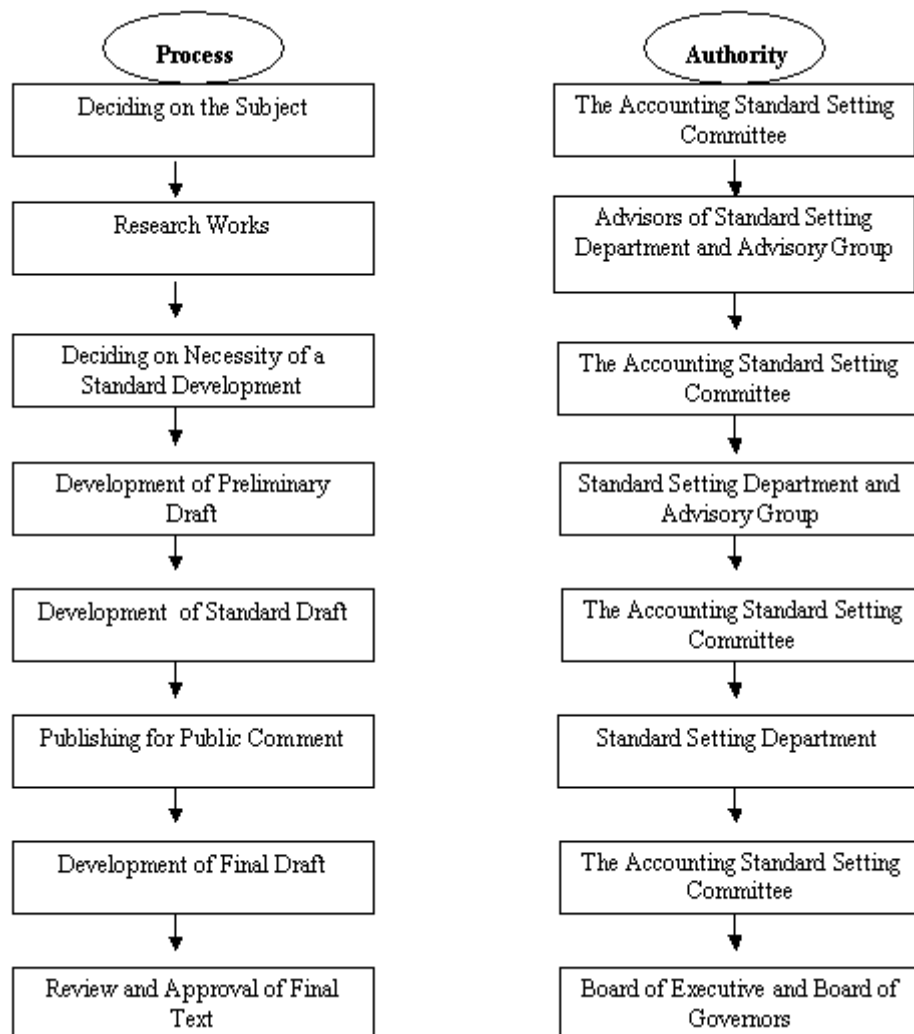 Process
Deciding on the Subject
Research Works
Deciding on Necessity of a
Standard Development
Development of Preliminary
Draft
Development of Standard Draft
Publishing for Public Comment
Development of Final Draft
Review and Approval of Final
Text
Authority
The Accounting Standard Setting
Committee
Advisors of Standard Setting
Department and Advisory Group
The Accounting Standard Setting
Committee
Standard Setting Department and
Advisory Group
The Accounting Standard Setting
Committee
Standard Setting Department
The Accounting Standard Setting
Committee
Board of Executive and Board of
Governors